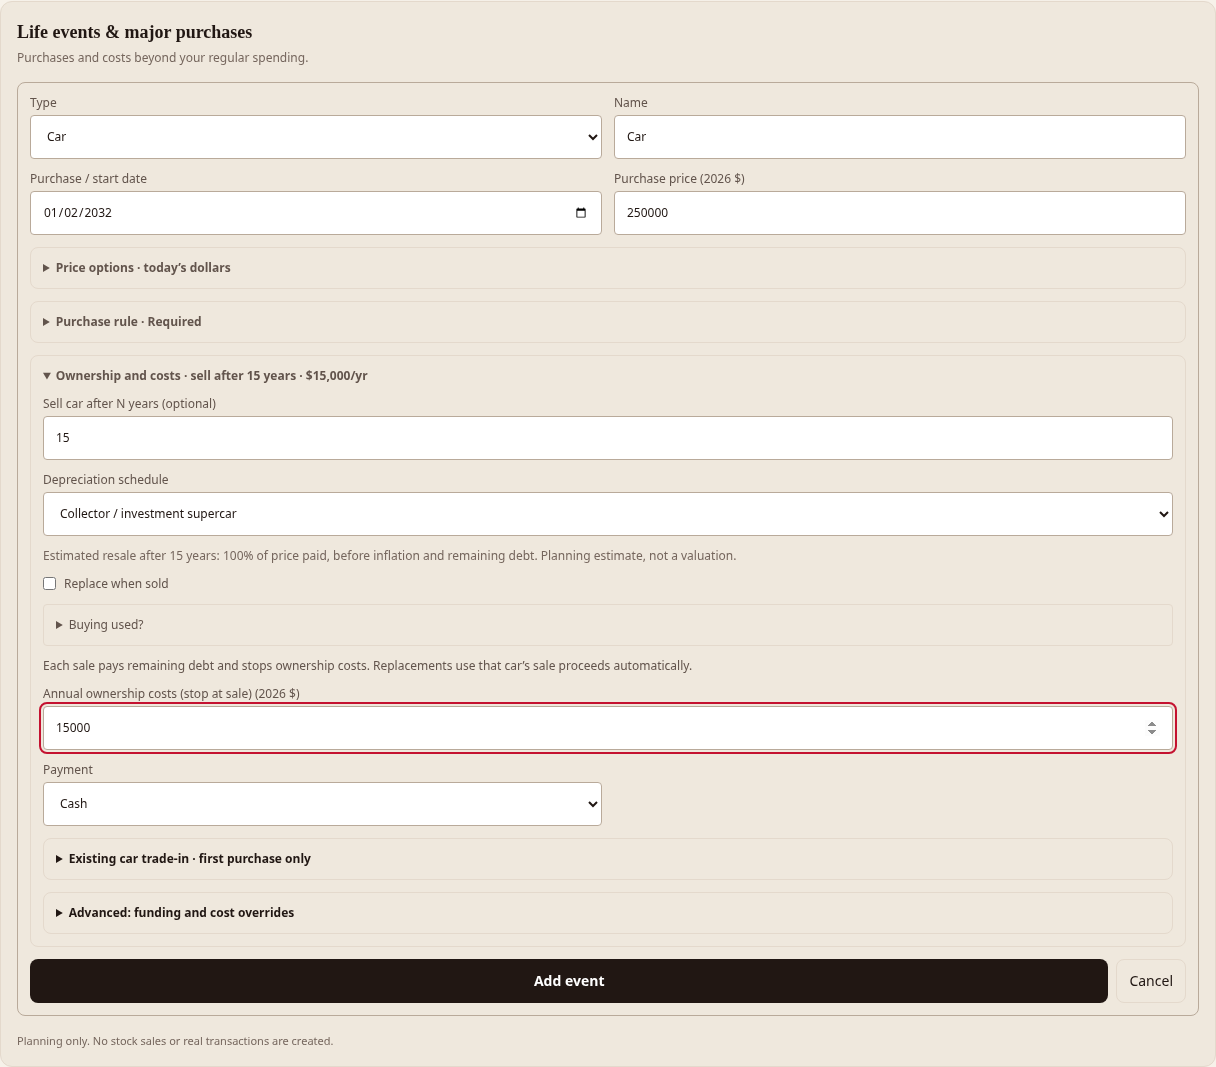 Life events & major purchases
Purchases and costs beyond your regular spending.
Type
Name
Car
Car
Purchase / start date
Purchase price (2026 $)
01/02/2032
250000
Price options · today’s dollars
Purchase rule · Required
Ownership and costs · sell after 15 years · $15,000/yr
Sell car after N years (optional)
15
Depreciation schedule
Collector / investment supercar
Estimated resale after 15 years: 100% of price paid, before inflation and remaining debt. Planning estimate, not a valuation.
Replace when sold
Buying used?
Each sale pays remaining debt and stops ownership costs. Replacements use that car’s sale proceeds automatically.
Annual ownership costs (stop at sale) (2026 $)
15000
Payment
Cash
Existing car trade-in · first purchase only
Advanced: funding and cost overrides
Add event
Cancel
Planning only. No stock sales or real transactions are created.